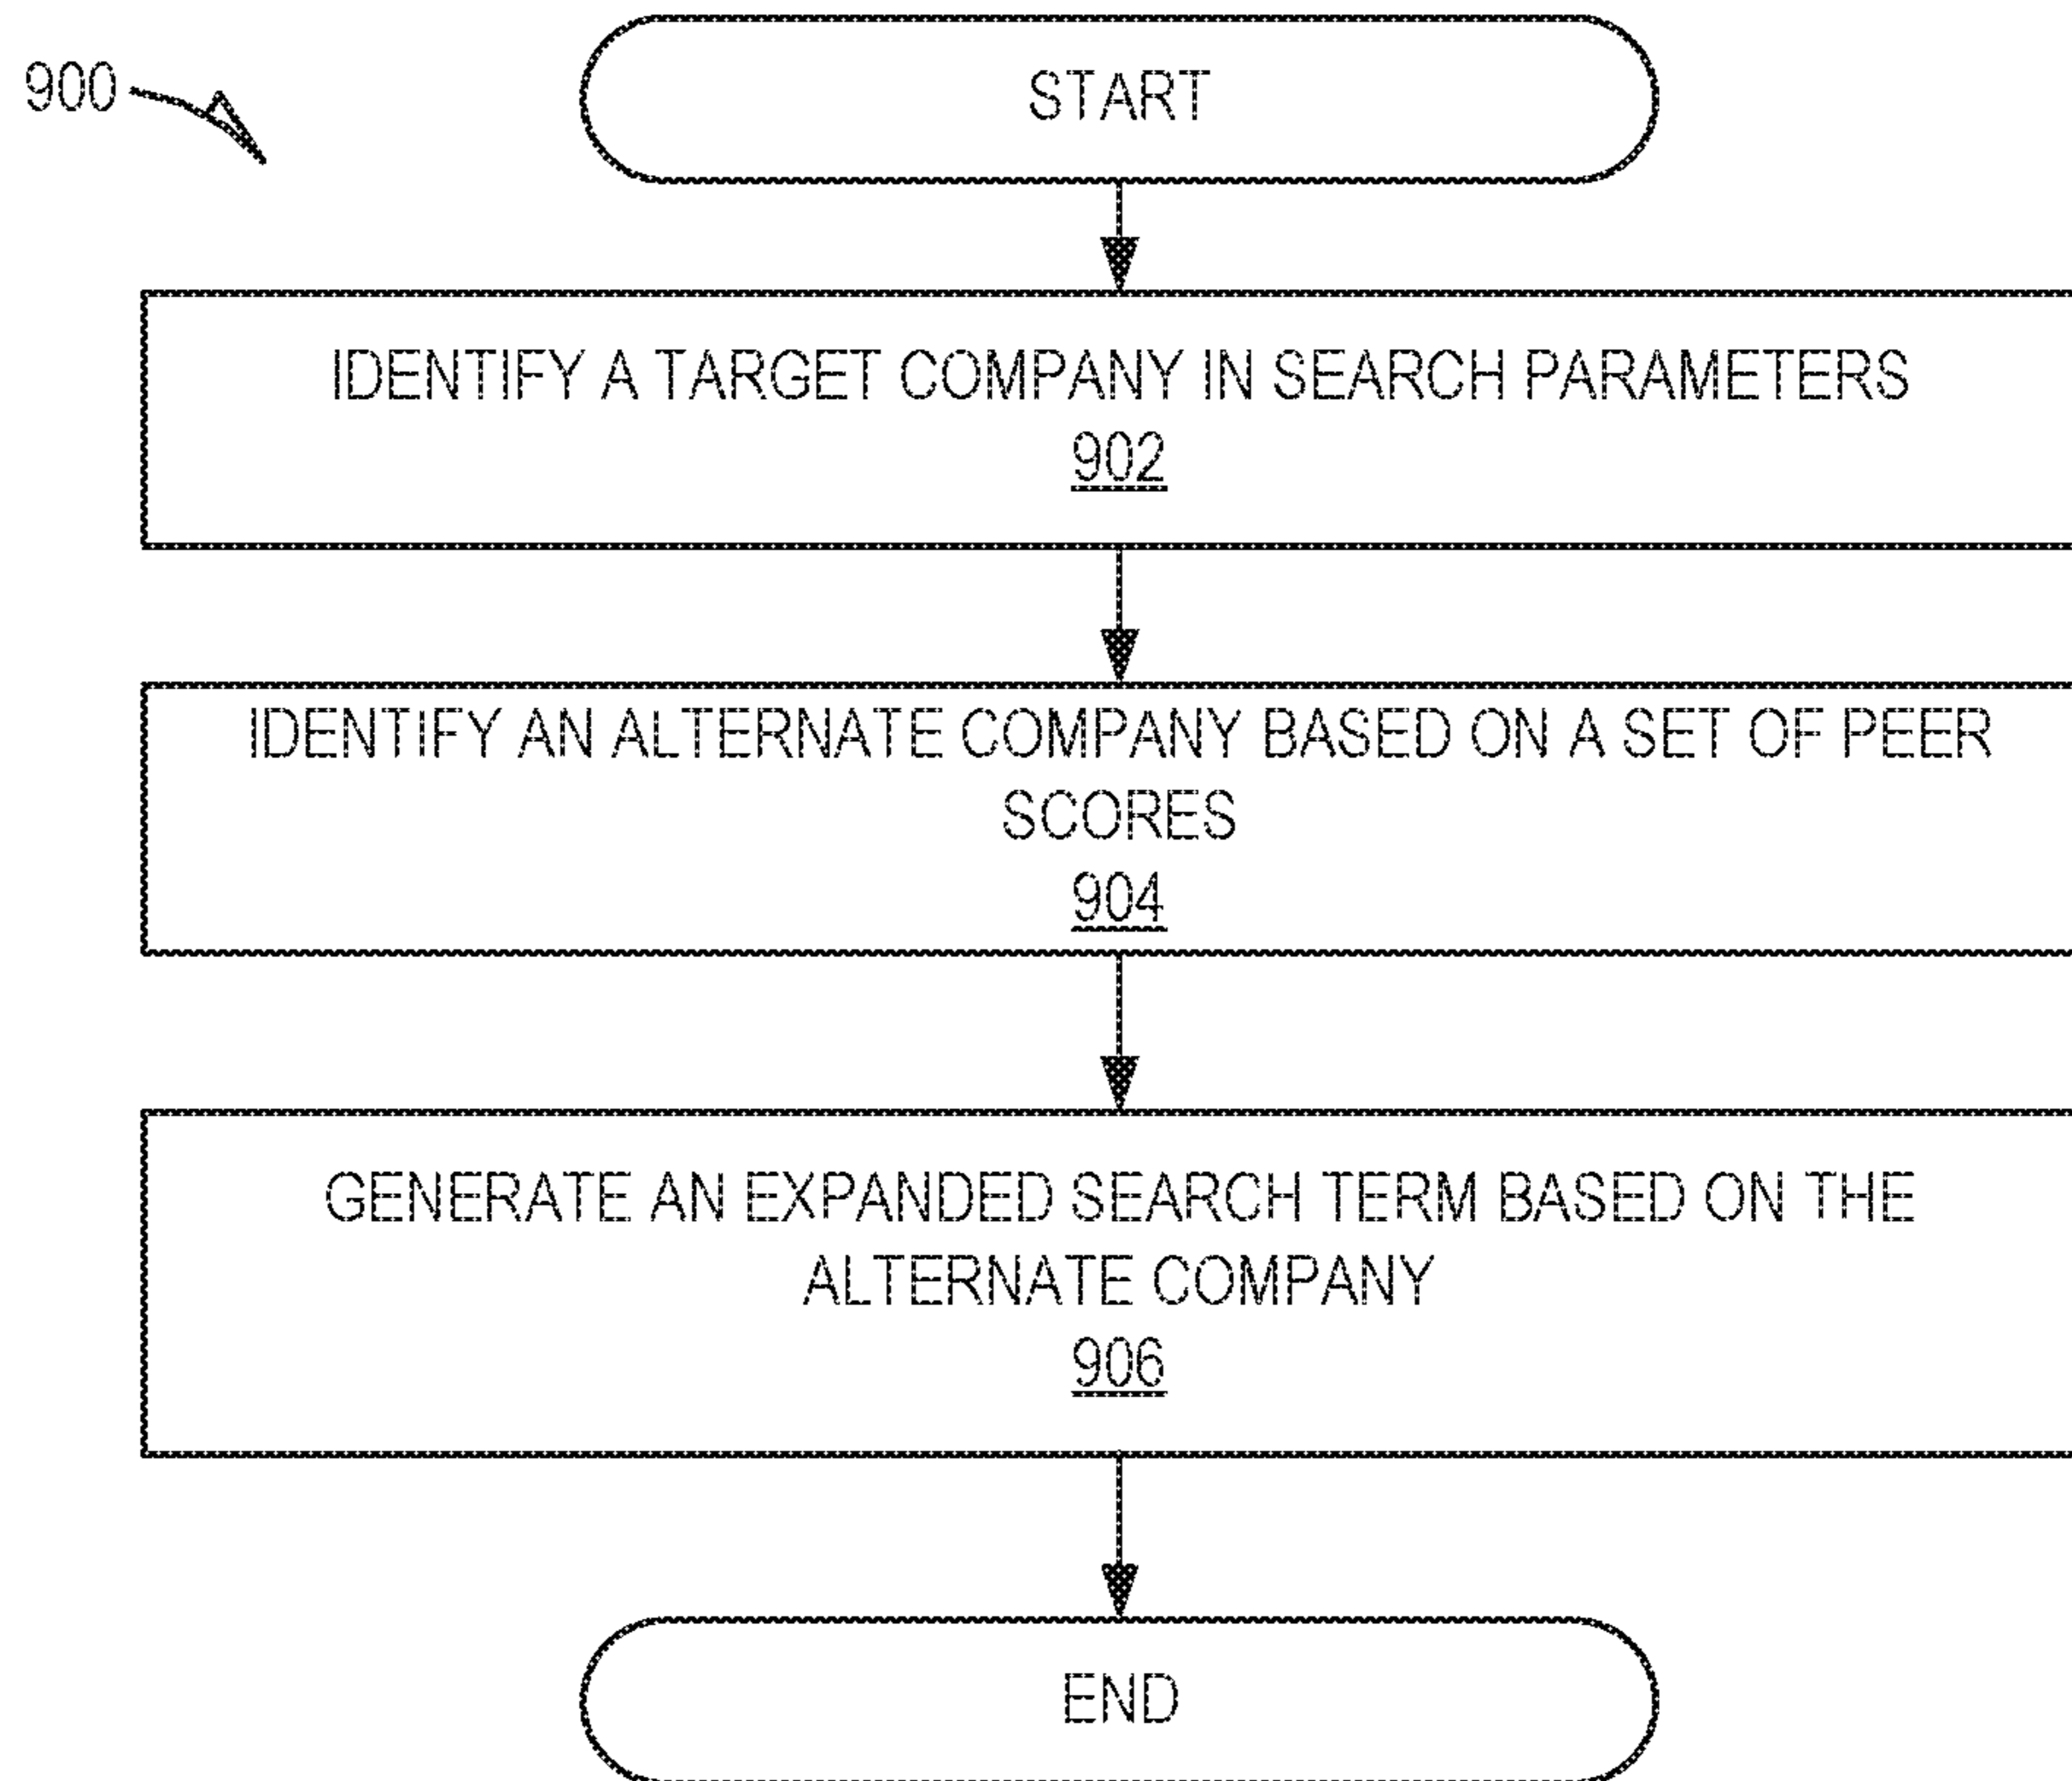 900
START
IDENTIFY A TARGET COMPANY IN SEARCH PARAMETERS
902
IDENTIFY AN ALTERNATE COMPANY BASED ON A SET OF PEER
SCORES
904
GENERATE AN EXPANDED SEARCH TERM BASED ON THE
ALTERNATE COMPANY
906
END